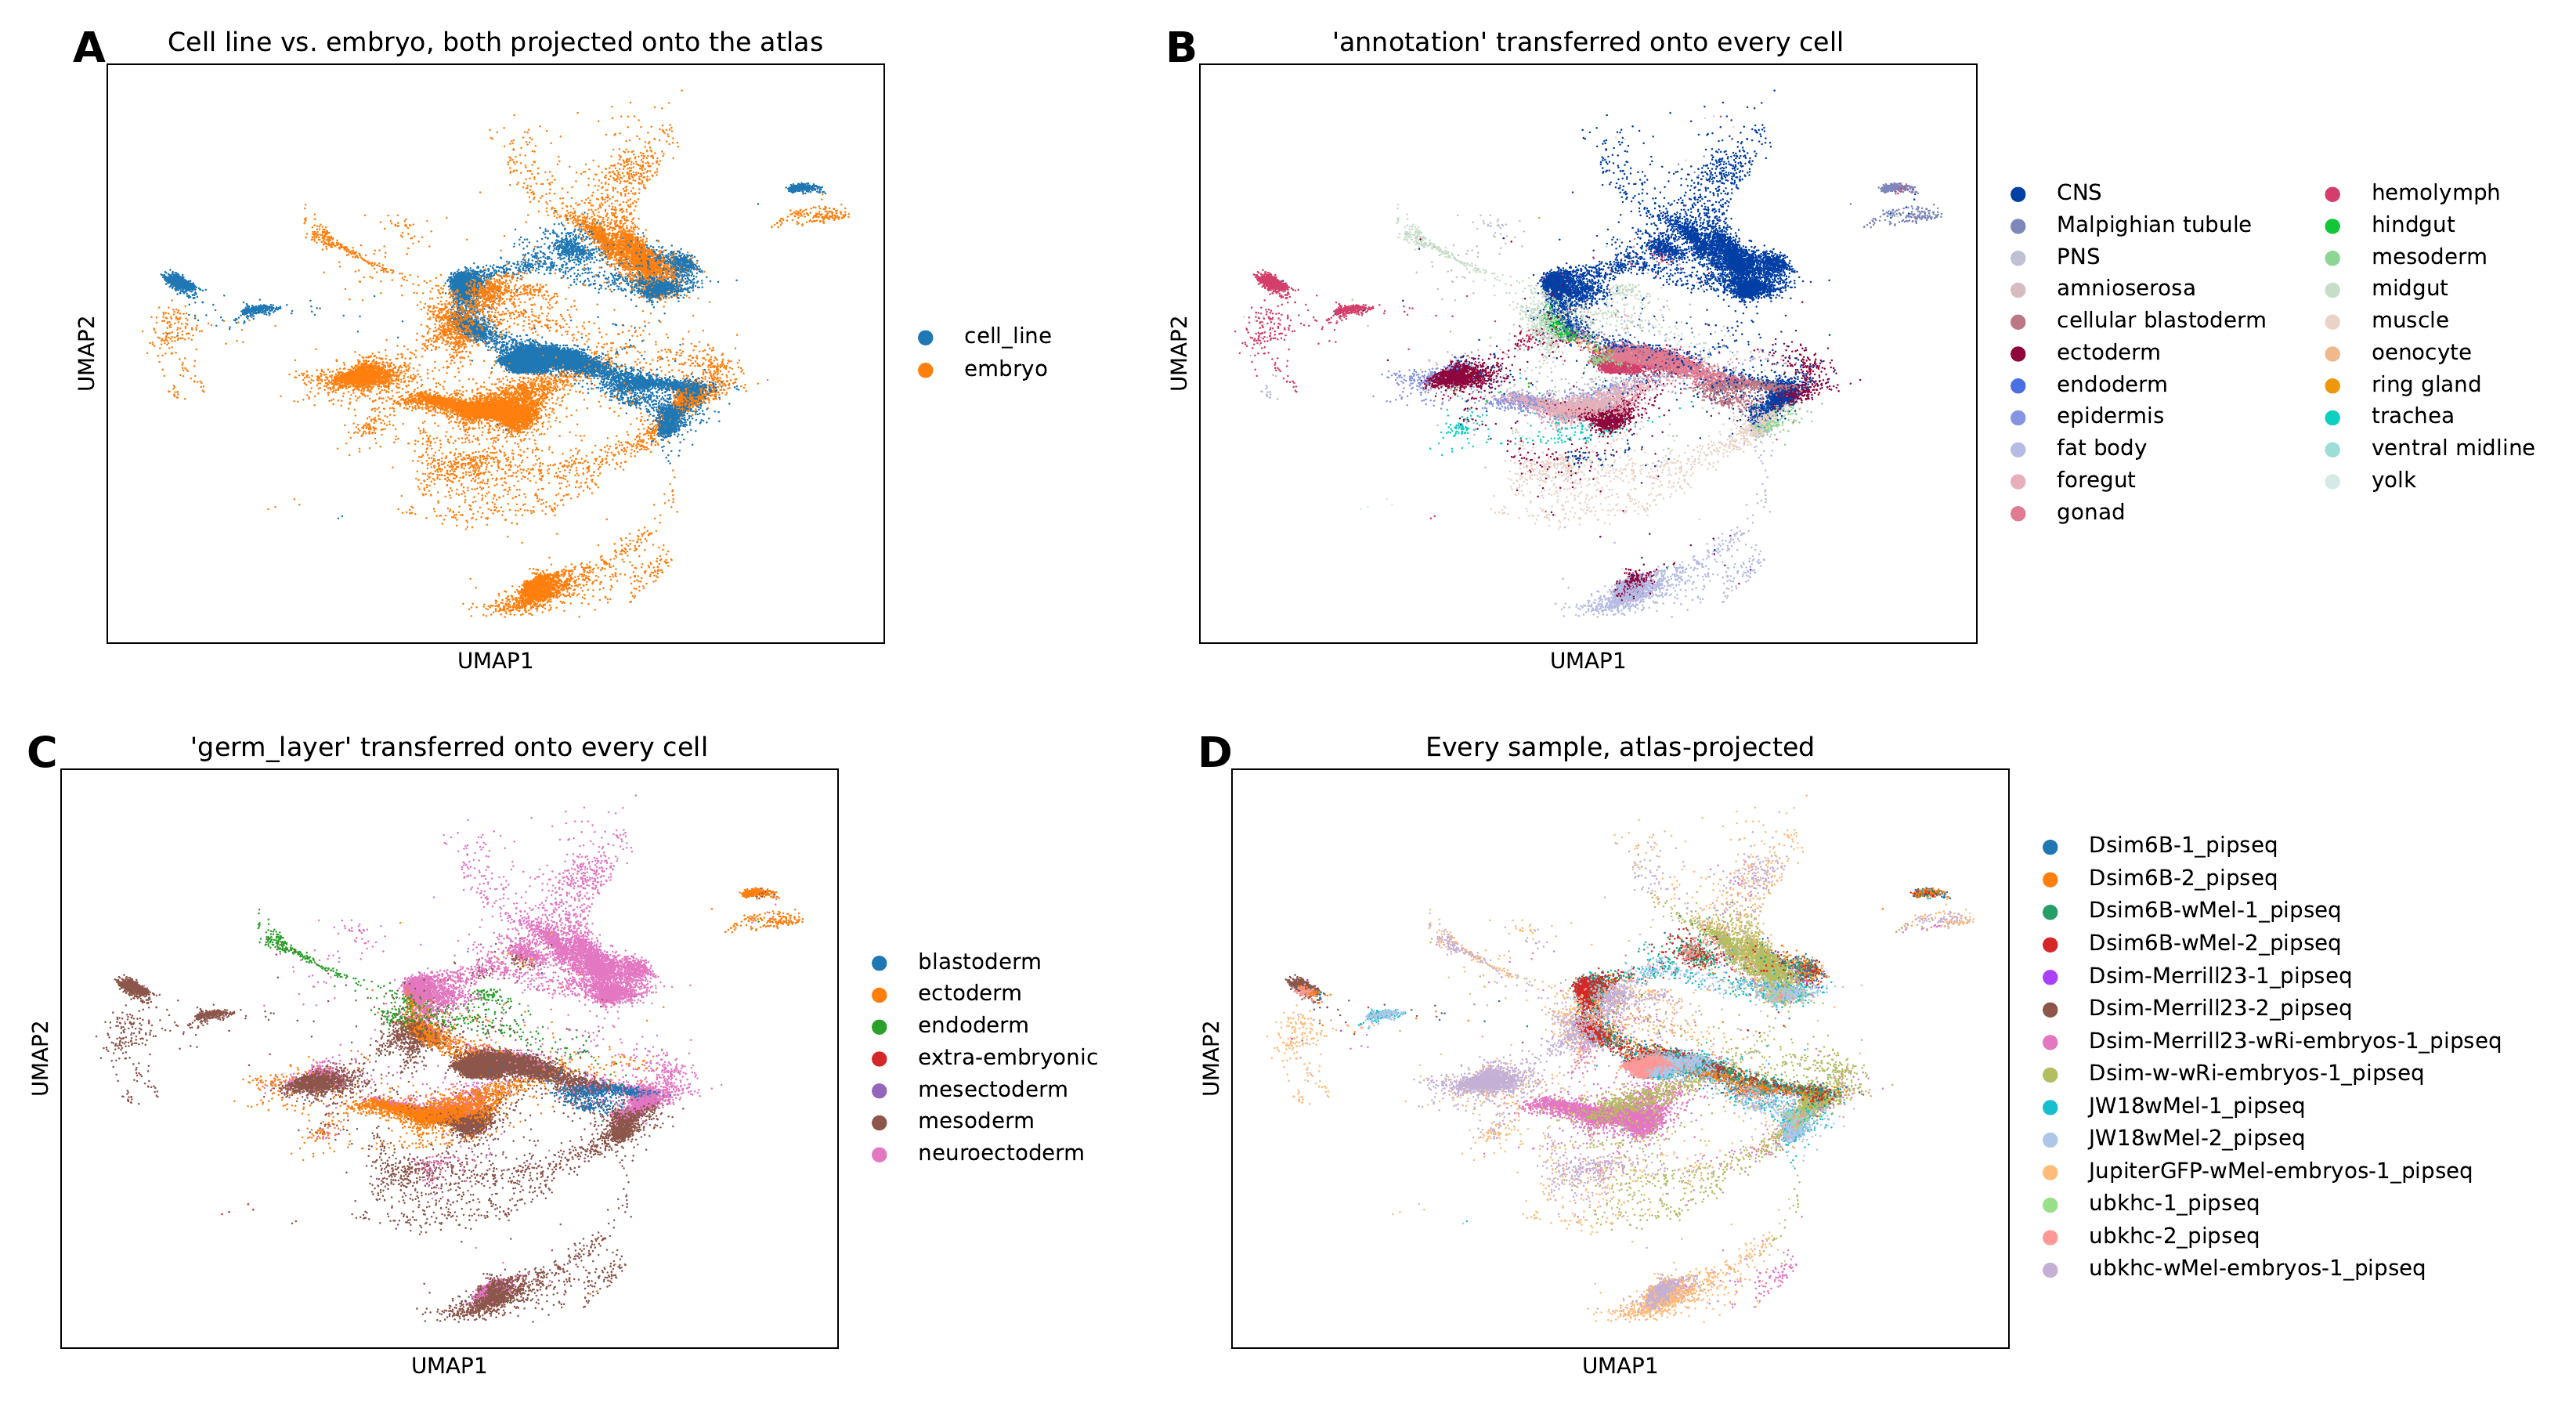 A
Cell line vs. embryo, both projected onto the atlas
UMAP2
UMAP1
cell_line
embryo
B
'annotation' transferred onto every cell
UMAP2
UMAP1
CNS
Malpighian tubule
PNS
amnioserosa
cellular blastoderm
ectoderm
endoderm
epidermis
fat body
foregut
gonad
hemolymph
hindgut
mesoderm
midgut
muscle
oenocyte
ring gland
trachea
ventral midline
yolk
C
'germ_layer' transferred onto every cell
UMAP2
UMAP1
blastoderm
ectoderm
endoderm
extra-embryonic
mesectoderm
mesoderm
neuroectoderm
D
Every sample, atlas-projected
UMAP2
UMAP1
Dsim6B-1_pipseq
Dsim6B-2_pipseq
Dsim6B-wMel-1_pipseq
Dsim6B-wMel-2_pipseq
Dsim-Merrill23-1_pipseq
Dsim-Merrill23-2_pipseq
Dsim-Merrill23-wRi-embryos-1_pipseq
Dsim-w-wRi-embryos-1_pipseq
JW18wMel-1_pipseq
JW18wMel-2_pipseq
JupiterGFP-wMel-embryos-1_pipseq
ubkhc-1_pipseq
ubkhc-2_pipseq
ubkhc-wMel-embryos-1_pipseq